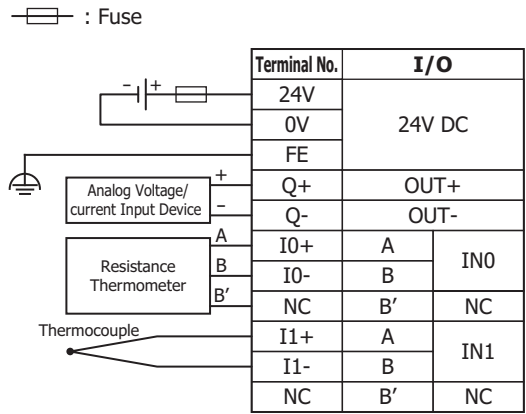 : Fuse
Terminal No. I/O
- + 24V
0V 24V DC
FE
Analog Voltage/
current Input Device
+ Q+ OUT+
- Q- OUT-
Resistance
Thermometer
A I0+ A IN0
B I0- B
B′ NC B′ NC
Thermocouple
I1+ A IN1
I1- B
NC B′ NC